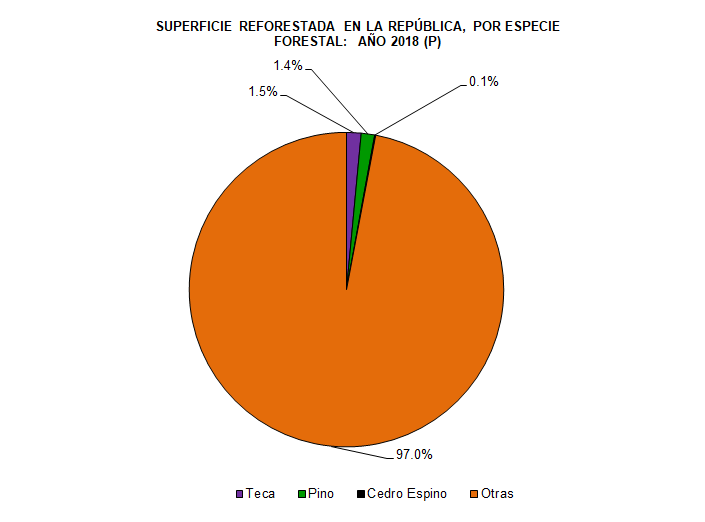 SUPERFICIE REFORESTADA EN LA REPÚBLICA, POR ESPECIE
FORESTAL: AÑO 2018 (P)
1.4%
1.5%
0.1%
97.0%
Teca
Pino
Cedro Espino
Otras